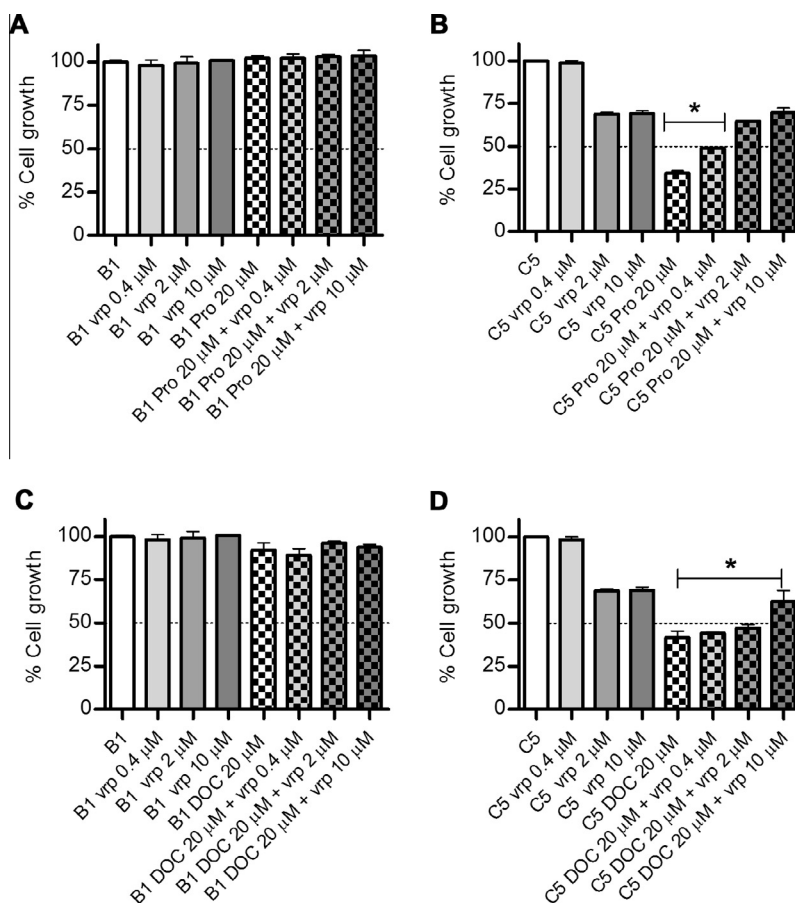 A
% Cell growth
100
75
50
25
0
B1
B1 vrp 0.4 µM
B1 vrp 2 µM
B1 vrp 10 µM
B1 Pro 20 µM
B1 Pro 20 µM + vrp 0.4 µM
B1 Pro 20 µM + vrp 2 µM
B1 Pro 20 µM + vrp 10 µM
B
% Cell growth
100
75
50
25
0
*
C5
C5 vrp 0.4 µM
C5 vrp 2 µM
C5 vrp 10 µM
C5 Pro 20 µM
C5 Pro 20 µM + vrp 0.4 µM
C5 Pro 20 µM + vrp 2 µM
C5 Pro 20 µM + vrp 10 µM
C
% Cell growth
100
75
50
25
0
B1
B1 vrp 0.4 µM
B1 vrp 2 µM
B1 vrp 10 µM
B1 DOC 20 µM
B1 DOC 20 µM + vrp 0.4 µM
B1 DOC 20 µM + vrp 2 µM
B1 DOC 20 µM + vrp 10 µM
D
% Cell growth
100
75
50
25
0
*
C5
C5 vrp 0.4 µM
C5 vrp 2 µM
C5 vrp 10 µM
C5 DOC 20 µM
C5 DOC 20 µM + vrp 0.4 µM
C5 DOC 20 µM + vrp 2 µM
C5 DOC 20 µM + vrp 10 µM